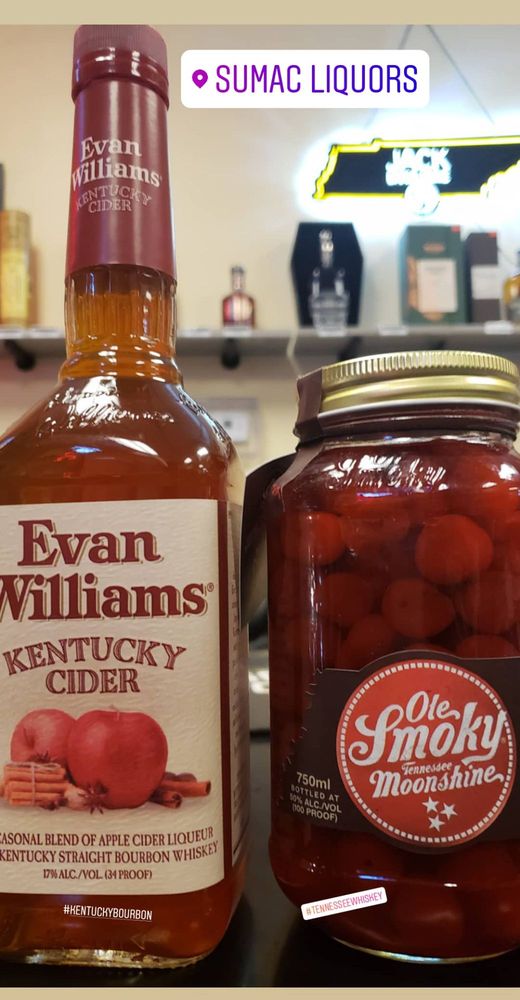 SUMAC LIQUORS
Evan
Williams
KENTUCKY
CIDER
JACK
Evan
Williams®
KENTUCKY
CIDER
SEASONAL BLEND OF APPLE CIDER LIQUEUR
KENTUCKY STRAIGHT BOURBON WHISKEY
17% ALC./VOL. (34 PROOF)
#KENTUCKYBOURBON
Ole
Smoky
Tennessee
Moonshine
750ml
BOTTLED AT
50% ALC./VOL
(100 PROOF)
#TENNESSEEWHISKEY